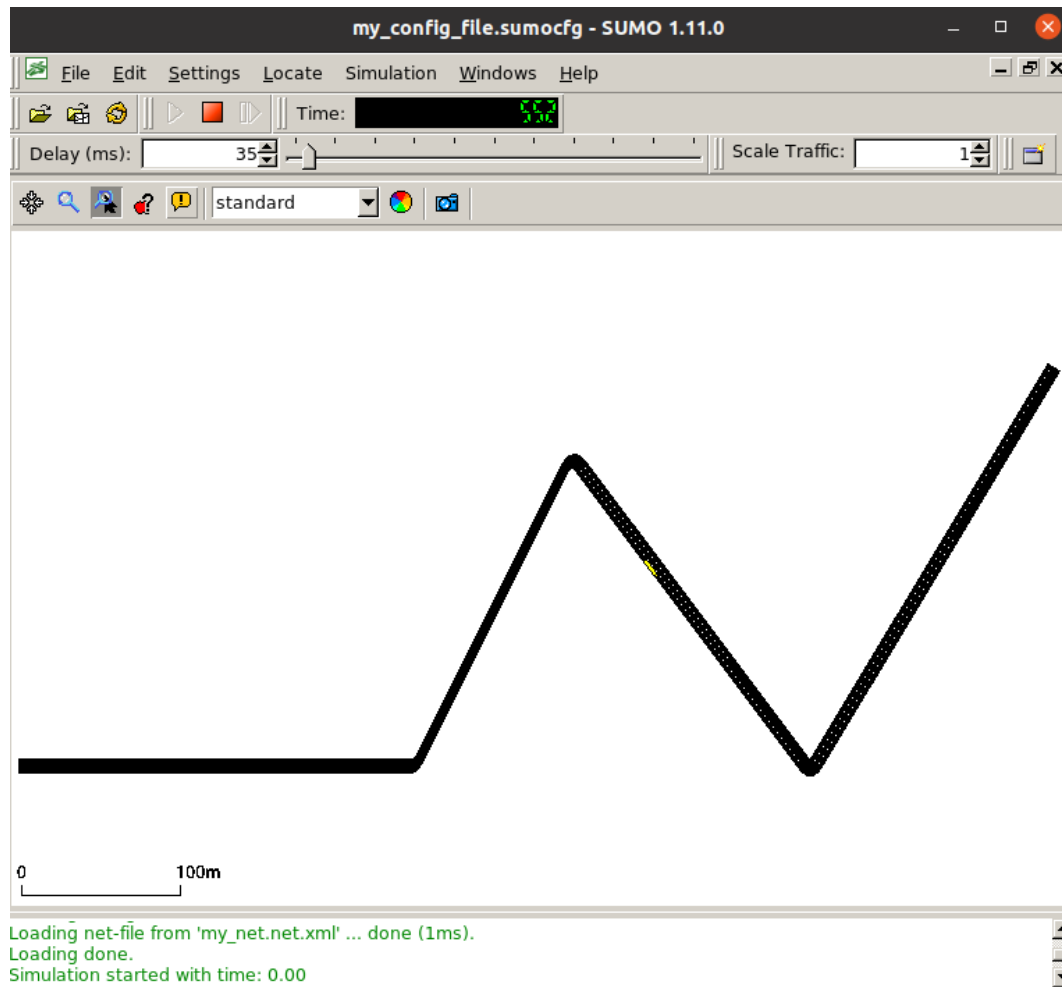 my_config_file.sumocfg - SUMO 1.11.0
File Edit Settings Locate Simulation Windows Help
Time: 552
Delay (ms): 35 Scale Traffic: 1
standard
0 100m
Loading net-file from 'my_net.net.xml' ... done (1ms).
Loading done.
Simulation started with time: 0.00